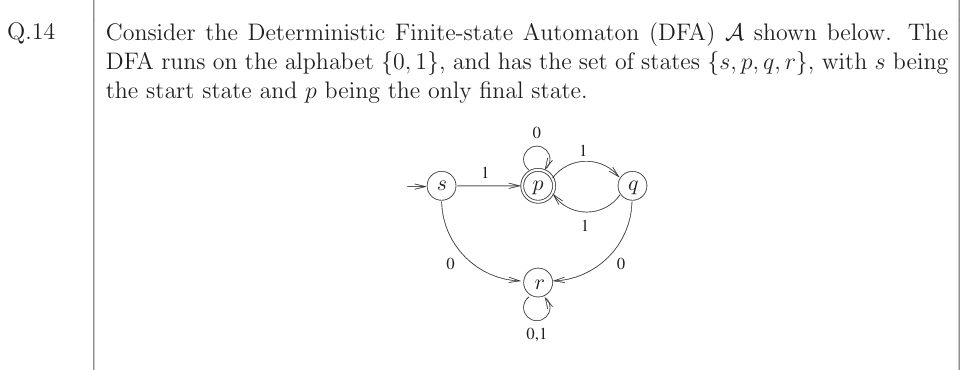 Q.14
Consider the Deterministic Finite-state Automaton (DFA) 𝒜 shown below. The
DFA runs on the alphabet {0, 1}, and has the set of states {s, p, q, r}, with s being
the start state and p being the only final state.
0
1
1
s
p
q
1
0
0
r
0,1